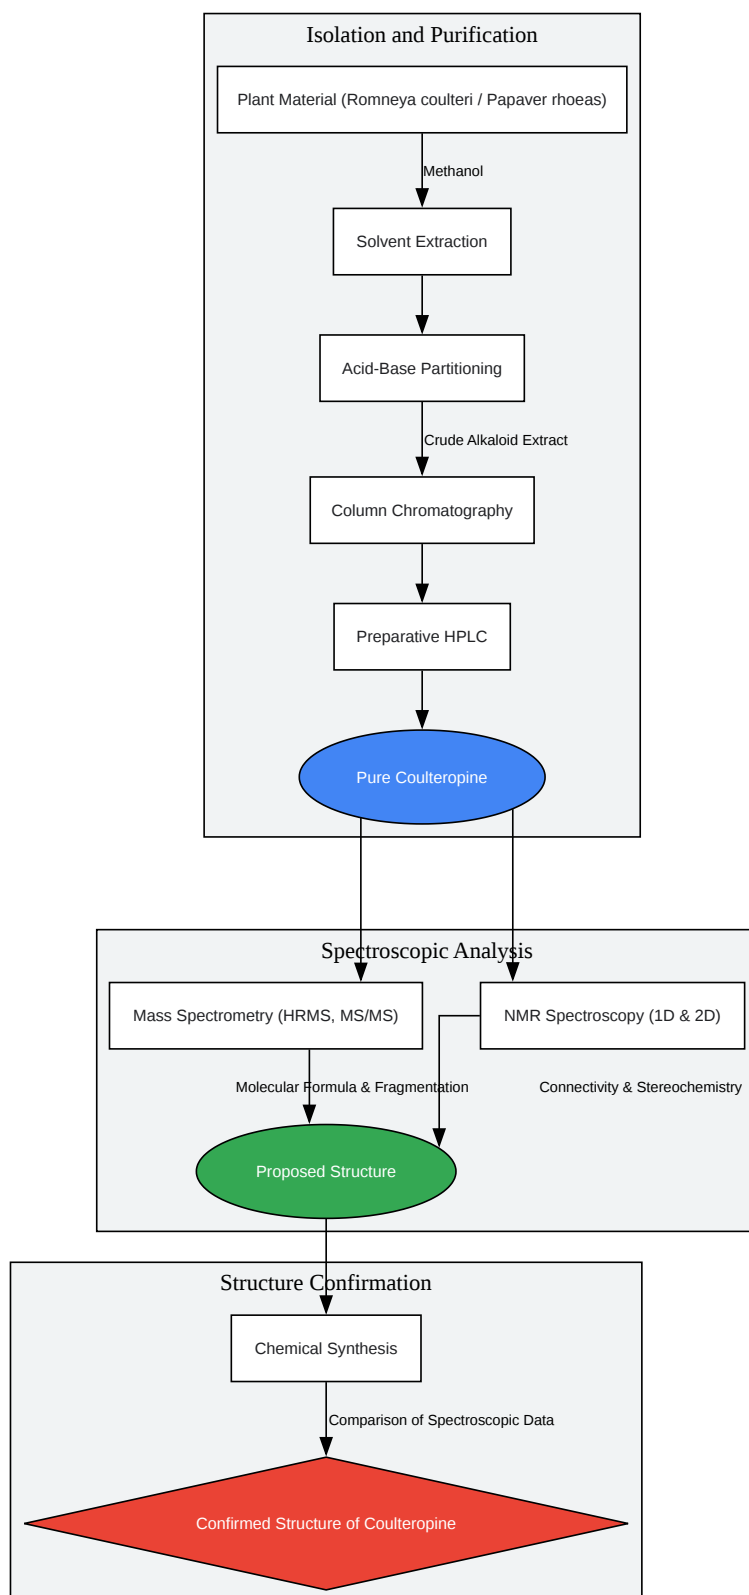 Isolation and Purification
Plant Material (Romneya coulteri / Papaver rhoeas)
Methanol
Solvent Extraction
Acid-Base Partitioning
Crude Alkaloid Extract
Column Chromatography
Preparative HPLC
Pure Coulteropine
Spectroscopic Analysis
Mass Spectrometry (HRMS, MS/MS)
NMR Spectroscopy (1D & 2D)
Molecular Formula & Fragmentation
Connectivity & Stereochemistry
Proposed Structure
Structure Confirmation
Chemical Synthesis
Comparison of Spectroscopic Data
Confirmed Structure of Coulteropine